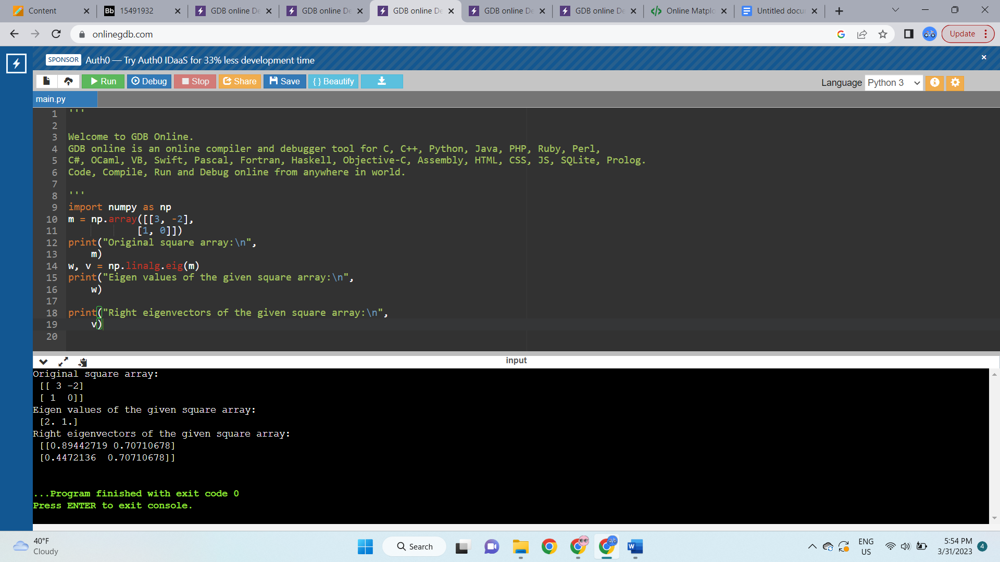 Content
Bb 15491932
GDB online De
GDB online De
GDB online De
GDB online De
GDB online De
Online Matplo
Untitled docu
onlinegdb.com
Update
SPONSOR Auth0 — Try Auth0 IDaaS for 33% less development time
Run Debug Stop Share Save { } Beautify
Language Python 3
main.py
1 '''
2
3 Welcome to GDB Online.
4 GDB online is an online compiler and debugger tool for C, C++, Python, Java, PHP, Ruby, Perl,
5 C#, OCaml, VB, Swift, Pascal, Fortran, Haskell, Objective-C, Assembly, HTML, CSS, JS, SQLite, Prolog.
6 Code, Compile, Run and Debug online from anywhere in world.
7
8 '''
9 import numpy as np
10 m = np.array([[3, -2],
11             [1, 0]])
12 print("Original square array:\n",
13     m)
14 w, v = np.linalg.eig(m)
15 print("Eigen values of the given square array:\n",
16     w)
17
18 print("Right eigenvectors of the given square array:\n",
19     v)
20
input
Original square array:
 [[ 3 -2]
 [ 1  0]]
Eigen values of the given square array:
 [2. 1.]
Right eigenvectors of the given square array:
 [[0.89442719 0.70710678]
 [0.4472136  0.70710678]]
...Program finished with exit code 0
Press ENTER to exit console.
40°F
Cloudy
Search
W
ENG
US
5:54 PM
3/31/2023
4